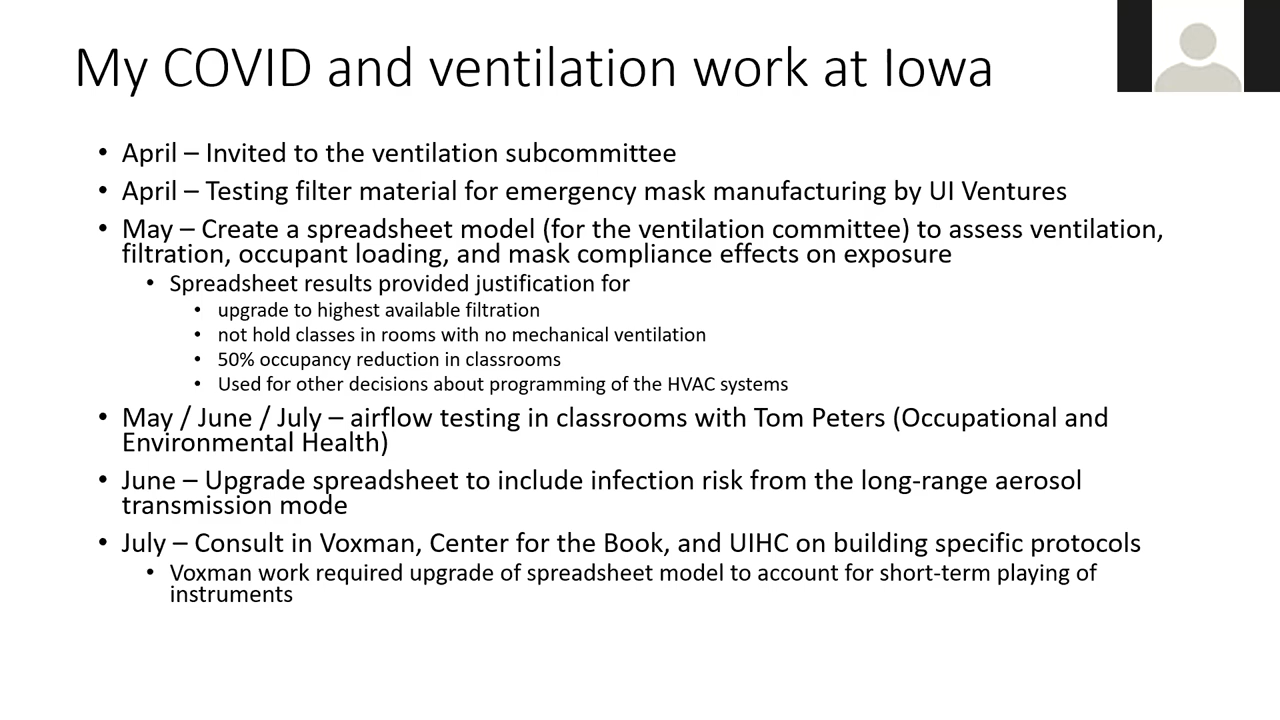 My COVID and ventilation work at Iowa
• April – Invited to the ventilation subcommittee
• April – Testing filter material for emergency mask manufacturing by UI Ventures
• May – Create a spreadsheet model (for the ventilation committee) to assess ventilation,
filtration, occupant loading, and mask compliance effects on exposure
• Spreadsheet results provided justification for
• upgrade to highest available filtration
• not hold classes in rooms with no mechanical ventilation
• 50% occupancy reduction in classrooms
• Used for other decisions about programming of the HVAC systems
• May / June / July – airflow testing in classrooms with Tom Peters (Occupational and
Environmental Health)
• June – Upgrade spreadsheet to include infection risk from the long-range aerosol
transmission mode
• July – Consult in Voxman, Center for the Book, and UIHC on building specific protocols
• Voxman work required upgrade of spreadsheet model to account for short-term playing of
instruments